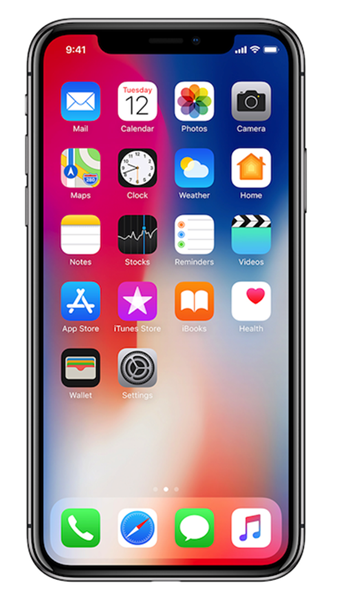 9:41
Tuesday
12
Mail Calendar Photos Camera
280
Maps Clock Weather Home
Notes Stocks Reminders Videos
App Store iTunes Store iBooks Health
Wallet Settings